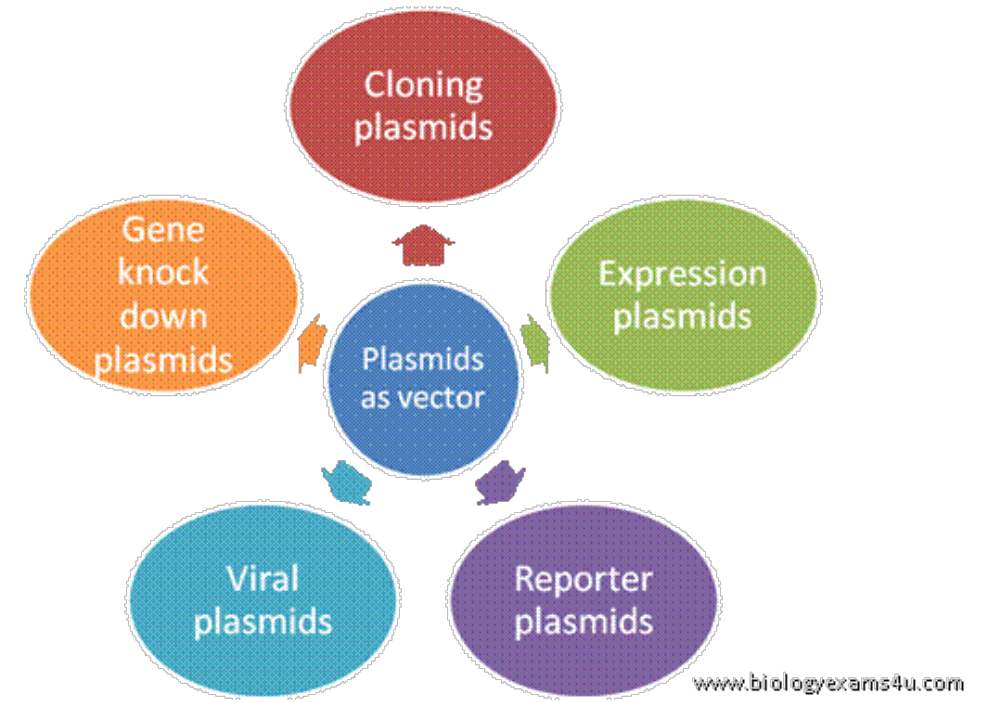 Cloning
plasmids
Gene
knock
down
plasmids
Expression
plasmids
Plasmids
as vector
Viral
plasmids
Reporter
plasmids
www.biologyexams4u.com